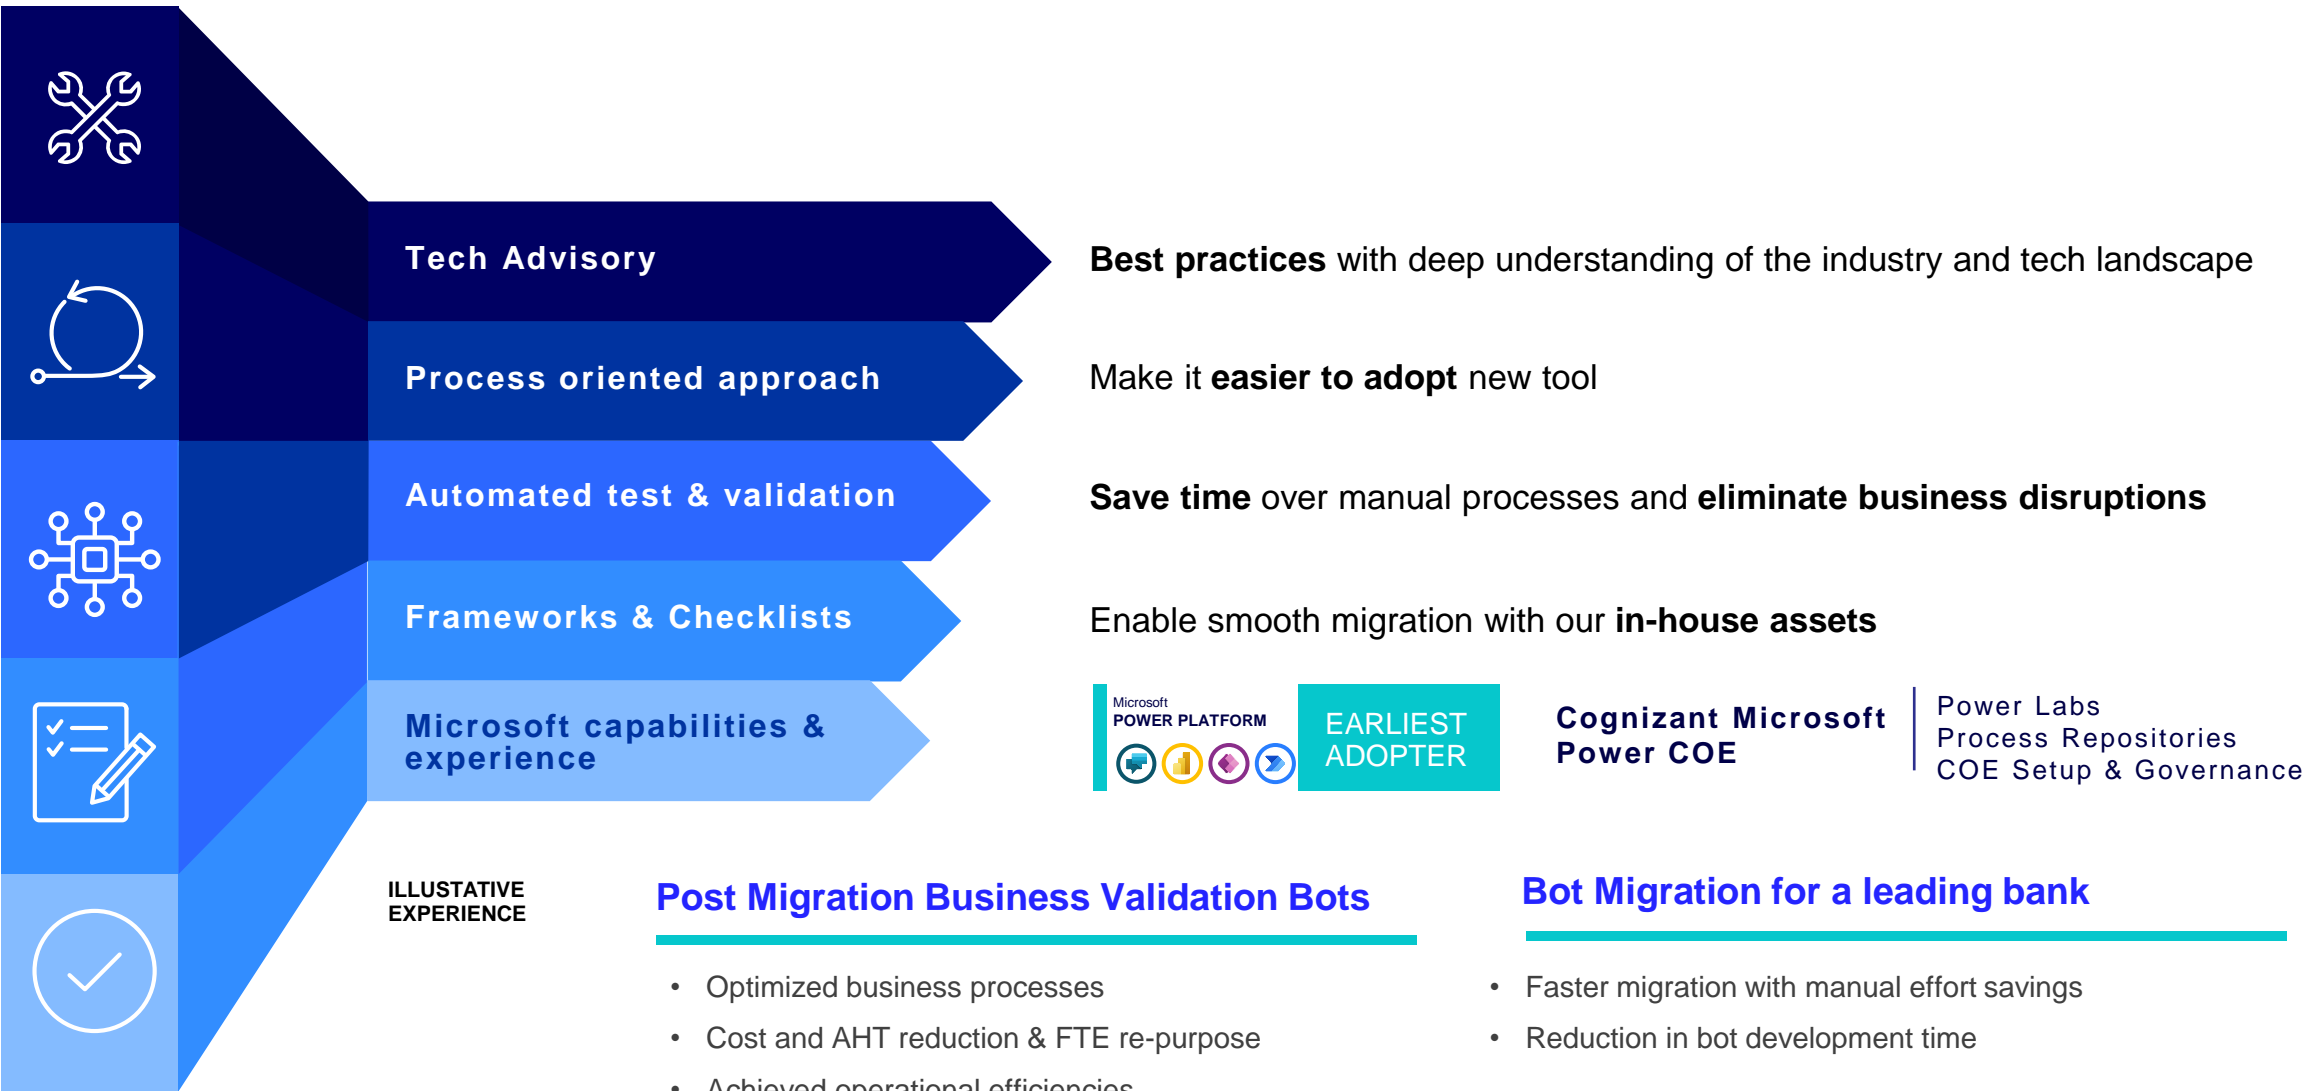 Tech Advisory
Best practices with deep understanding of the industry and tech landscape
Process oriented approach
Make it easier to adopt new tool
Automated test & validation
Save time over manual processes and eliminate business disruptions
Frameworks & Checklists
Enable smooth migration with our in-house assets
Microsoft capabilities &
experience
Microsoft
POWER PLATFORM
EARLIEST
ADOPTER
Cognizant Microsoft
Power COE
Power Labs
Process Repositories
COE Setup & Governance
ILLUSTATIVE
EXPERIENCE
Post Migration Business Validation Bots
• Optimized business processes
• Cost and AHT reduction & FTE re-purpose
• Achieved operational efficiencies
Bot Migration for a leading bank
• Faster migration with manual effort savings
• Reduction in bot development time